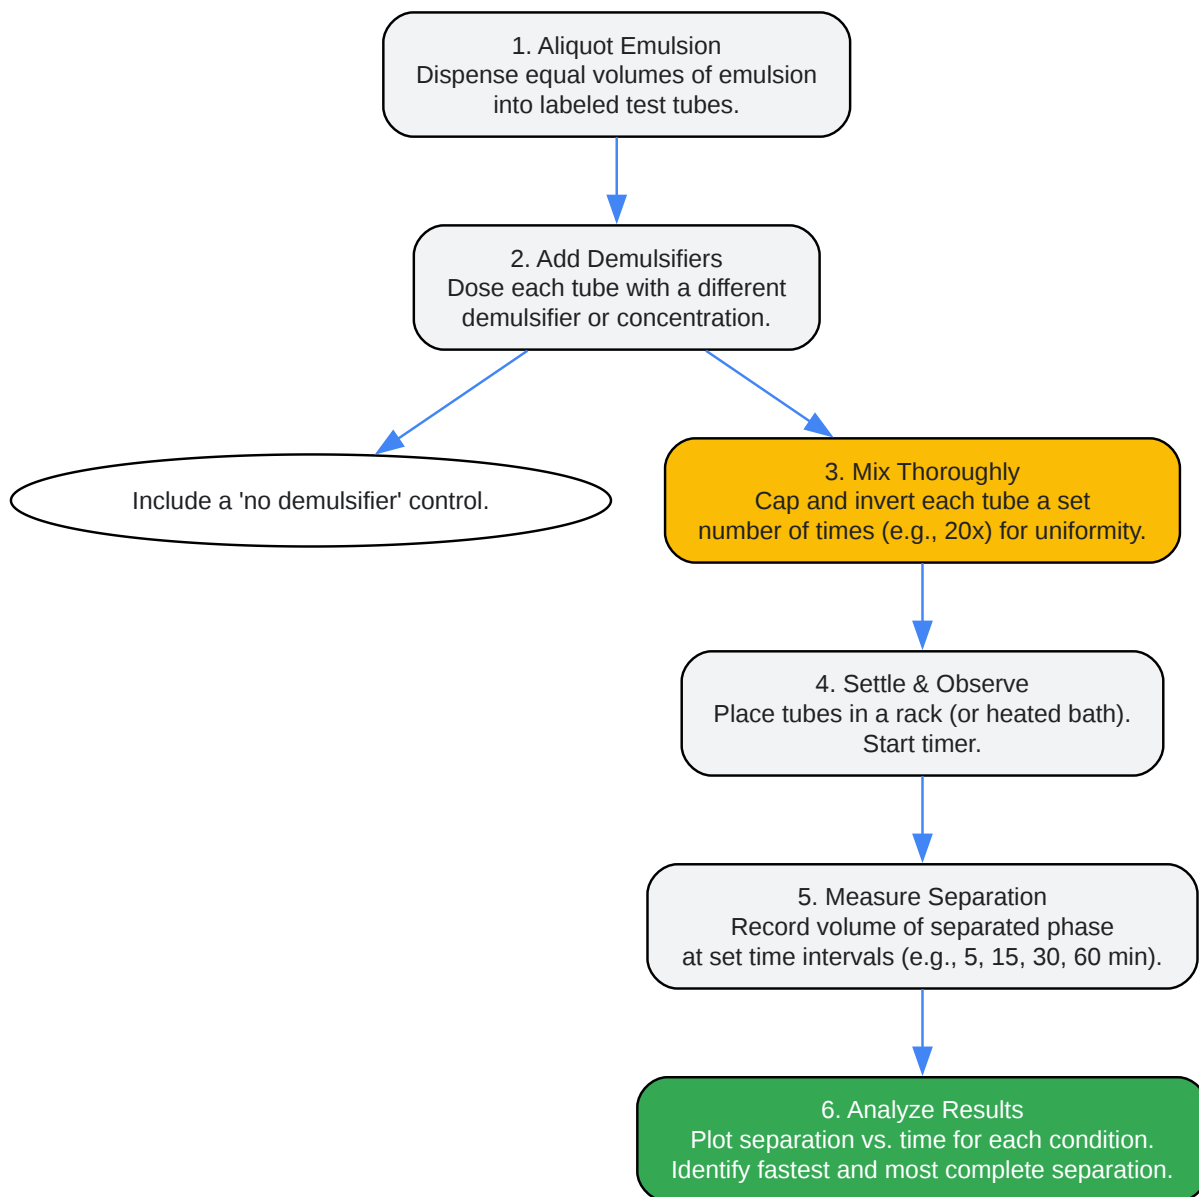 1. Aliquot Emulsion
Dispense equal volumes of emulsion
into labeled test tubes.
2. Add Demulsifiers
Dose each tube with a different
demulsifier or concentration.
Include a 'no demulsifier' control.
3. Mix Thoroughly
Cap and invert each tube a set
number of times (e.g., 20x) for uniformity.
4. Settle & Observe
Place tubes in a rack (or heated bath).
Start timer.
5. Measure Separation
Record volume of separated phase
at set time intervals (e.g., 5, 15, 30, 60 min).
6. Analyze Results
Plot separation vs. time for each condition.
Identify fastest and most complete separation.